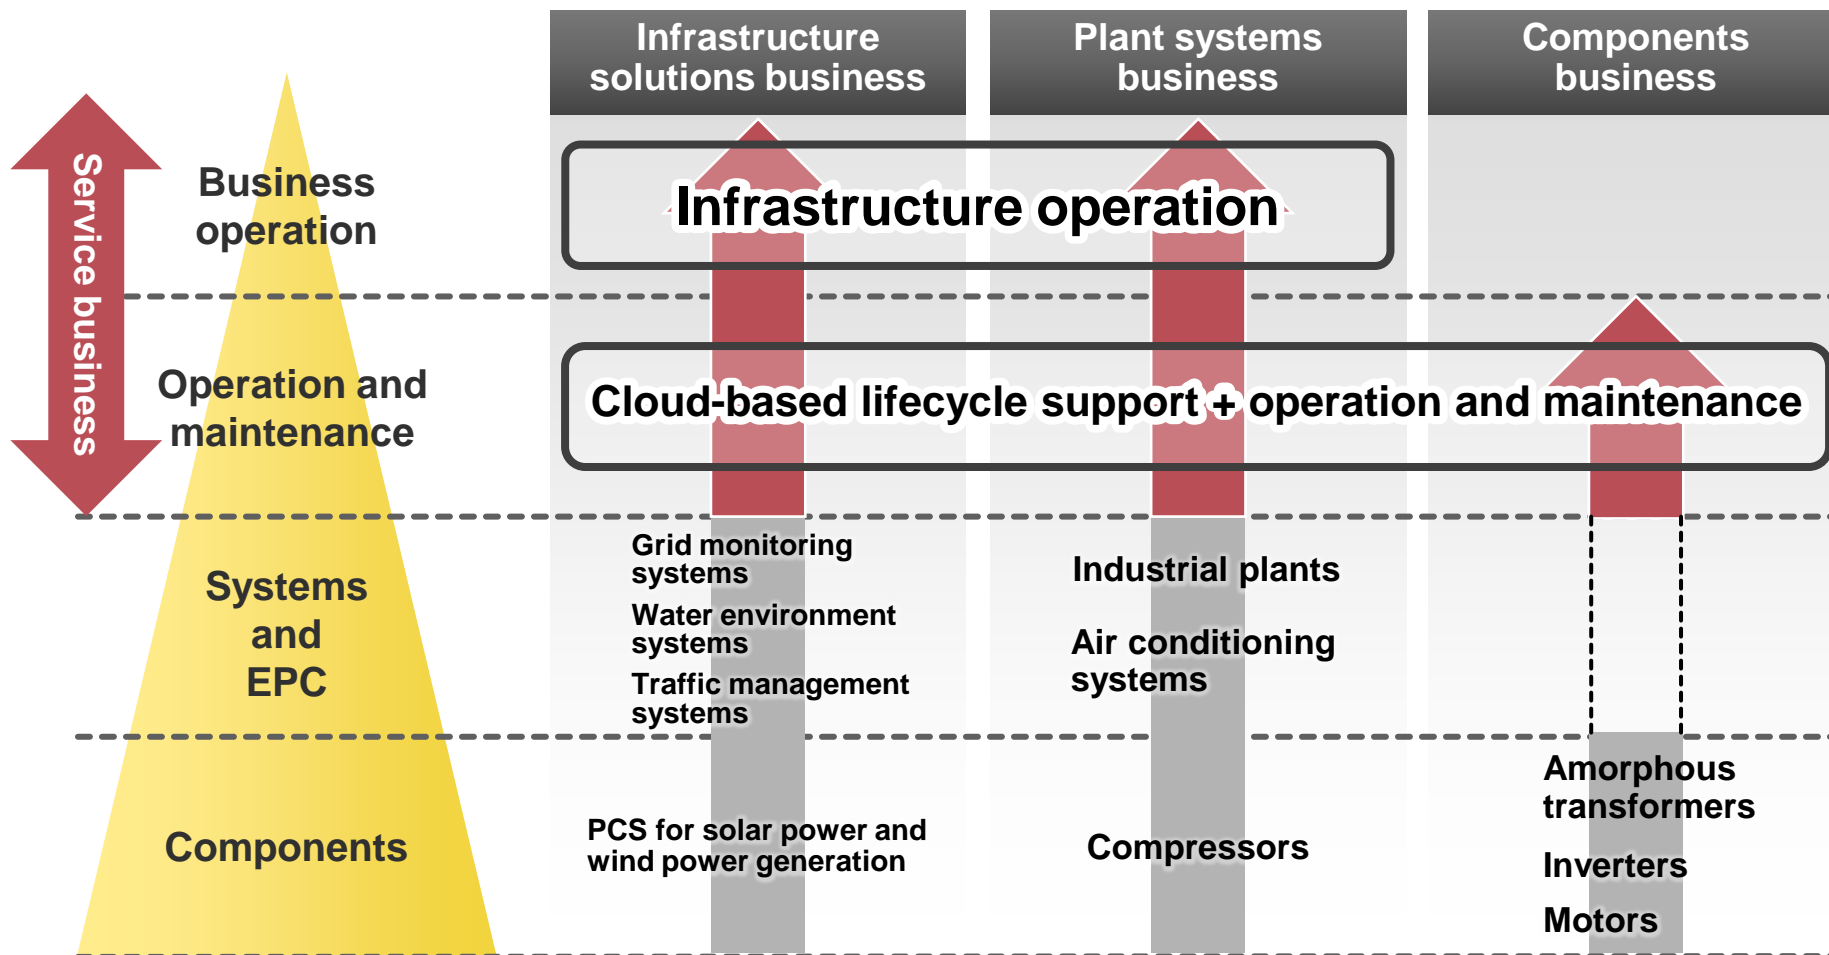 Infrastructure
solutions business
Plant systems
business
Components
business
Service business
Business
operation
Infrastructure operation
Operation and
maintenance
Cloud-based lifecycle support + operation and maintenance
Systems
and
EPC
Grid monitoring
systems
Water environment
systems
Traffic management
systems
Industrial plants
Air conditioning
systems
Components
PCS for solar power and
wind power generation
Compressors
Amorphous
transformers
Inverters
Motors